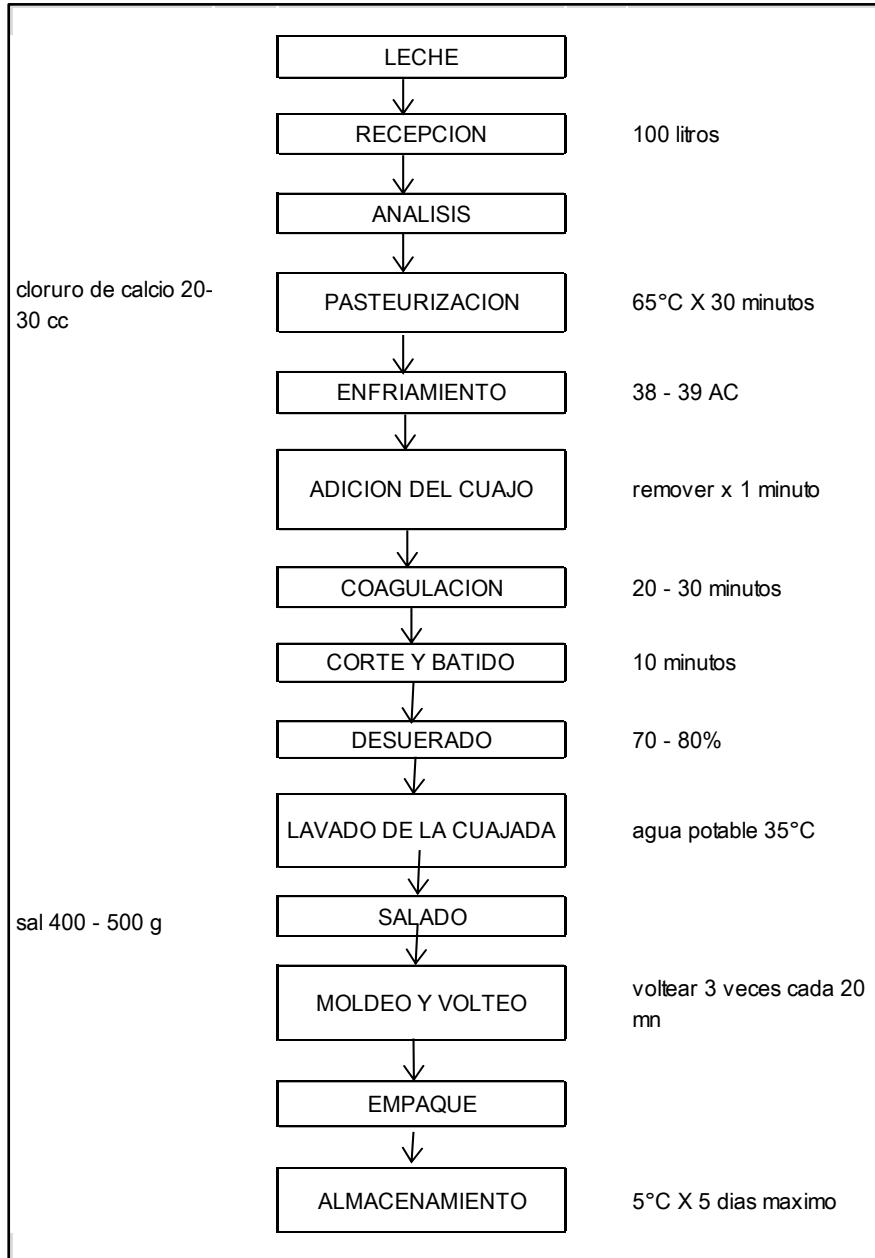 LECHE
RECEPCION
100 litros
ANALISIS
cloruro de calcio 20-
30 cc
PASTEURIZACION
65°C X 30 minutos
ENFRIAMIENTO
38 - 39 AC
ADICION DEL CUAJO
remover x 1 minuto
COAGULACION
20 - 30 minutos
CORTE Y BATIDO
10 minutos
DESUERADO
70 - 80%
LAVADO DE LA CUAJADA
agua potable 35°C
sal 400 - 500 g
SALADO
MOLDEO Y VOLTEO
voltear 3 veces cada 20
mn
EMPAQUE
ALMACENAMIENTO
5°C X 5 dias maximo